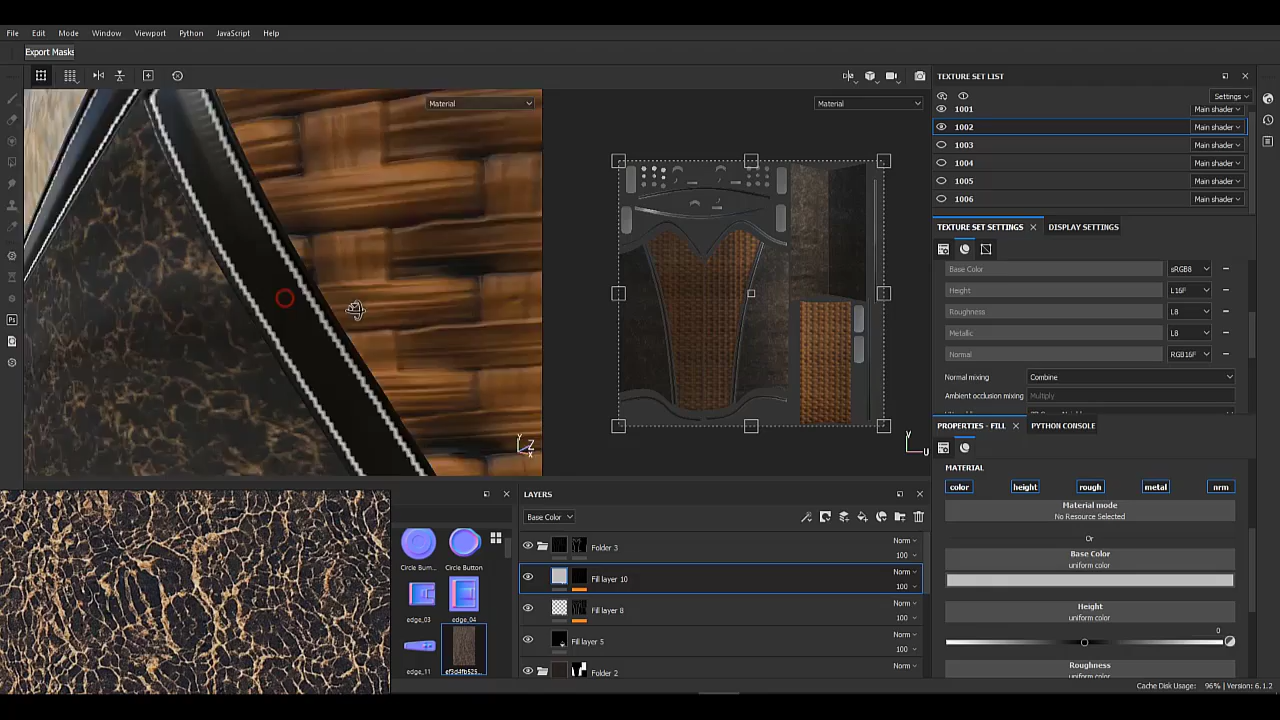 File Edit Mode Window Viewport Python JavaScript Help
Export Masks
TEXTURE SET LIST
Settings
1001 Main shader
1002 Main shader
1003 Main shader
1004 Main shader
1005 Main shader
1006 Main shader
Material
Material
TEXTURE SET SETTINGS DISPLAY SETTINGS
Base Color sRGB8
Height L16F
Roughness L8
Metallic L8
Normal RGB16F
Normal mixing Combine
Ambient occlusion mixing Multiply
PROPERTIES - FILL PYTHON CONSOLE
MATERIAL
color height rough metal nrm
Material mode
No Resource Selected
Or
Base Color
uniform color
Height
uniform color
0
Roughness
uniform color
Y
Z
X
Y
U
Ps
LAYERS
Base Color
Folder 3 Norm 100
Fill layer 10 Norm 100
Fill layer 8 Norm 100
Fill layer 5 Norm 100
Folder 2 Norm
Circle Bum... Circle Button
edge_03 edge_04
edge_11 ef3d4fb525...
Cache Disk Usage: 96% | Version: 6.1.2